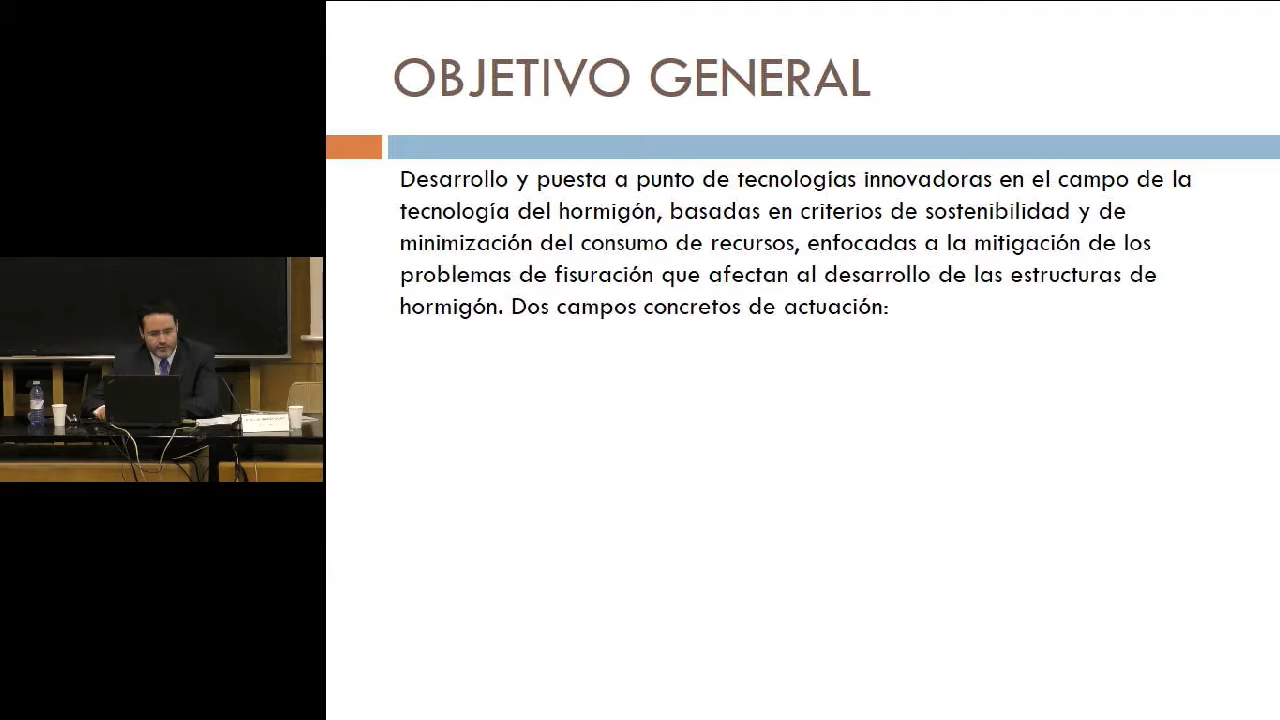 OBJETIVO GENERAL
Desarrollo y puesta a punto de tecnologías innovadoras en el campo de la
tecnología del hormigón, basadas en criterios de sostenibilidad y de
minimización del consumo de recursos, enfocadas a la mitigación de los
problemas de fisuración que afectan al desarrollo de las estructuras de
hormigón. Dos campos concretos de actuación: